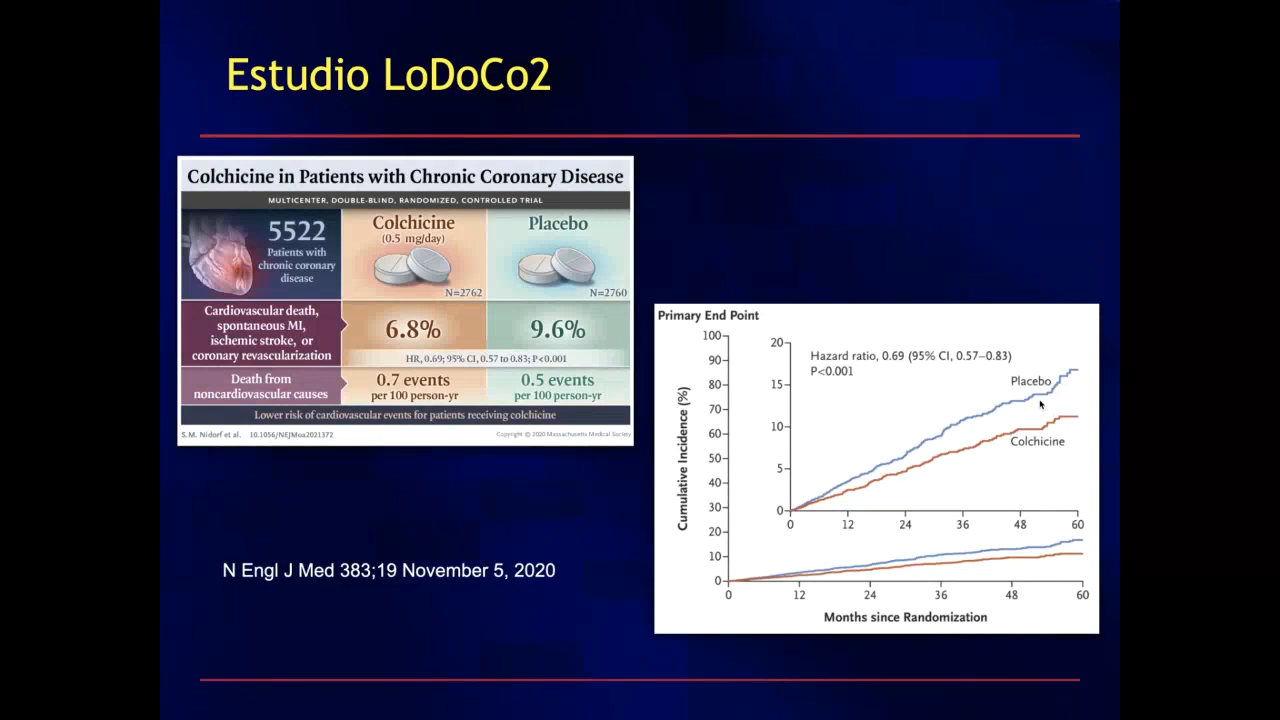 Estudio LoDoCo2
Colchicine in Patients with Chronic Coronary Disease
MULTICENTER, DOUBLE-BLIND, RANDOMIZED, CONTROLLED TRIAL
5522
Patients with
chronic coronary
disease
Colchicine
(0.5 mg/day)
N=2762
Placebo
N=2760
Cardiovascular death,
spontaneous MI,
ischemic stroke, or
coronary revascularization
6.8%
9.6%
HR, 0.69; 95% CI, 0.57 to 0.83; P<0.001
Death from
noncardiovascular causes
0.7 events
per 100 person-yr
0.5 events
per 100 person-yr
Lower risk of cardiovascular events for patients receiving colchicine
S.M. Nidorf et al. 10.1056/NEJMoa2021372
Copyright © 2020 Massachusetts Medical Society
N Engl J Med 383;19 November 5, 2020
Primary End Point
Cumulative Incidence (%)
100
90
80
70
60
50
40
30
20
10
0
20
15
10
5
0
Hazard ratio, 0.69 (95% CI, 0.57–0.83)
P<0.001
Placebo
Colchicine
0 12 24 36 48 60
0 12 24 36 48 60
Months since Randomization